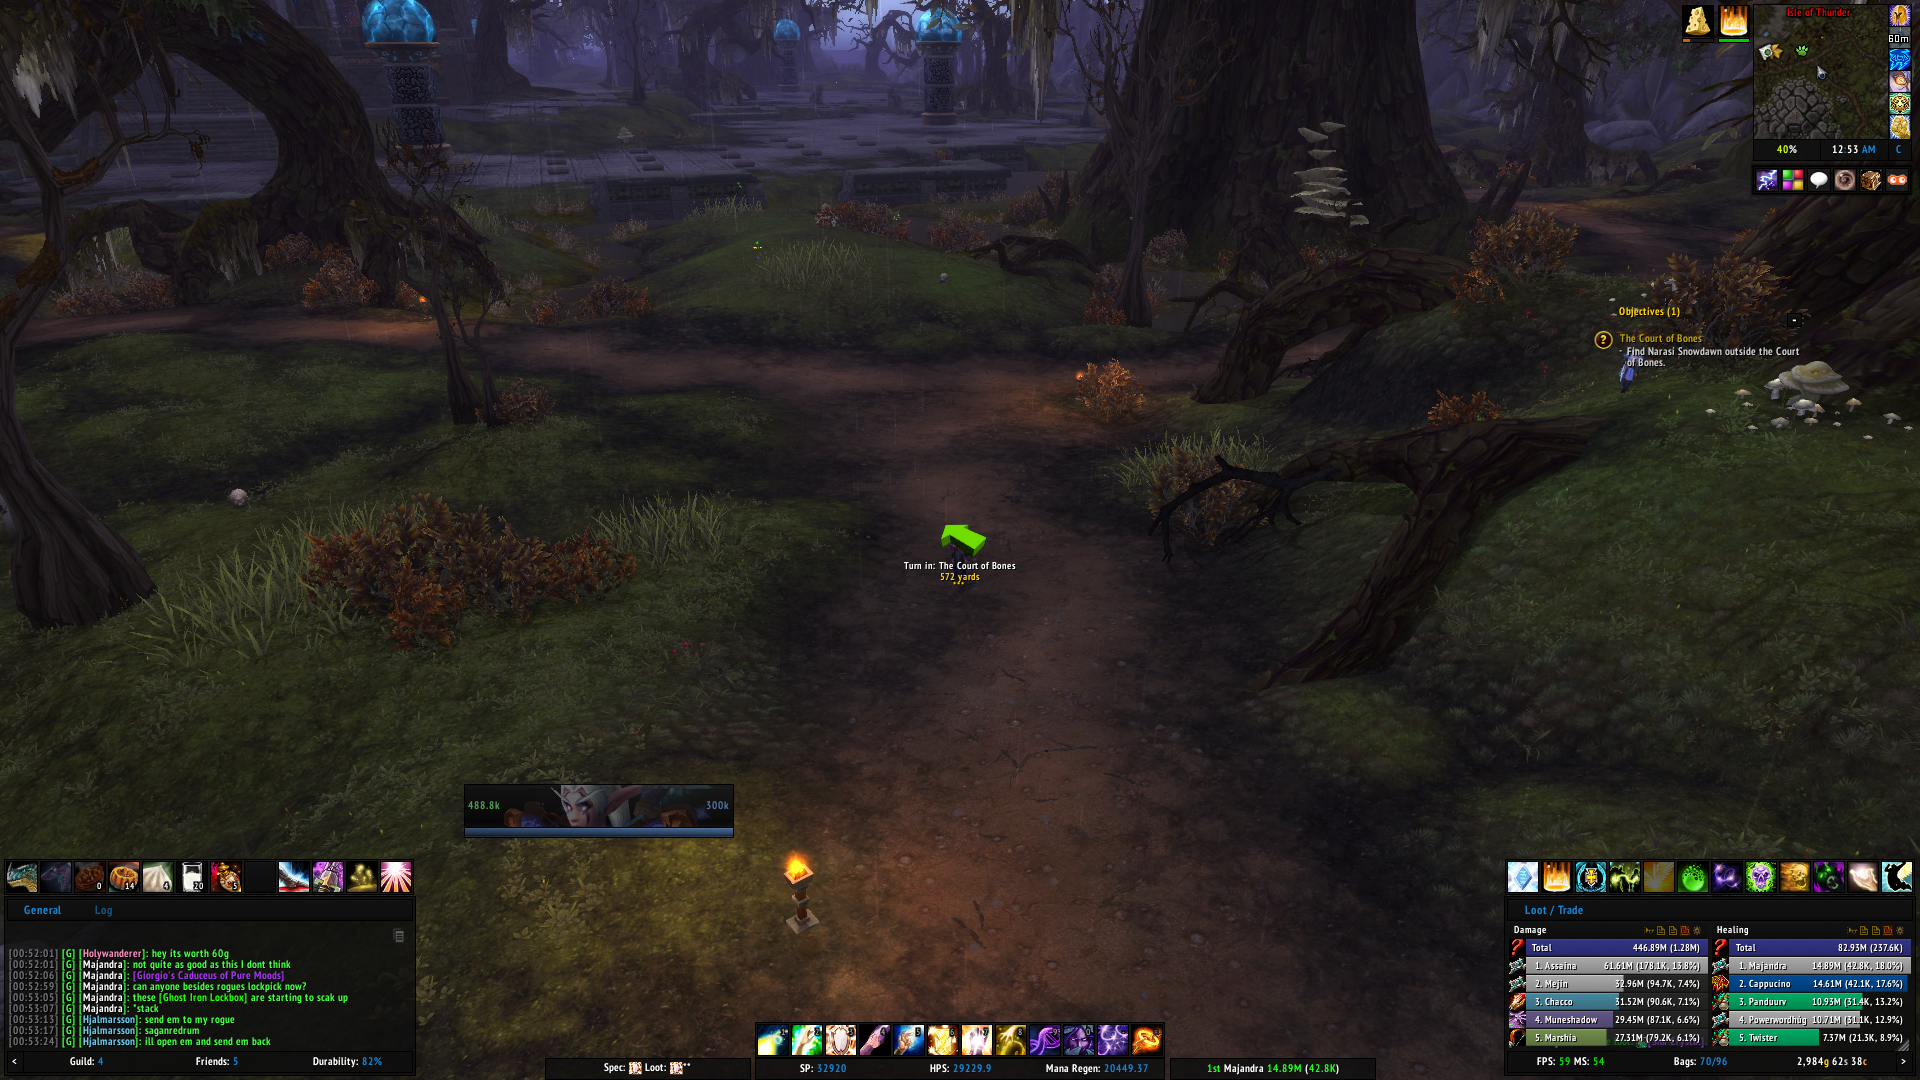 Isle of Thunder
60m
40%
12:53 AM
C
Objectives (1)
The Court of Bones
- Find Narasi Snowdawn outside the Court
of Bones.
Turn in: The Court of Bones
572 yards
***
488.8k
300k
0
14
4
20
5
General
Log
[00:52:01] [G] [Holywanderer]: hey its worth 60g
[00:52:01] [G] [Majandra]: not quite as good as this I dont think
[00:52:06] [G] [Majandra]: [Giorgio's Caduceus of Pure Moods]
[00:52:59] [G] [Majandra]: can anyone besides rogues lockpick now?
[00:53:05] [G] [Majandra]: these [Ghost Iron Lockbox] are starting to scak up
[00:53:07] [G] [Majandra]: *stack
[00:53:13] [G] [Hjalmarsson]: send em to my rogue
[00:53:17] [G] [Hjalmarsson]: saganredrum
[00:53:24] [G] [Hjalmarsson]: ill open em and send em back
<
Guild: 4
Friends: 5
Durability: 82%
Spec: Loot: **
SP: 32920
HPS: 29229.9
Mana Regen: 20449.37
1st Majandra 14.89M (42.8K)
Loot / Trade
Damage
Total 446.89M (1.28M)
1. Assaina 61.61M (178.1K, 13.8%)
2. Mejin 32.96M (94.7K, 7.4%)
3. Chacco 31.52M (90.6K, 7.1%)
4. Muneshadow 29.45M (87.1K, 6.6%)
5. Marshia 27.31M (79.2K, 6.1%)
Healing
Total 82.93M (237.6K)
1. Majandra 14.89M (42.8K, 18.0%)
2. Cappucino 14.61M (42.1K, 17.6%)
3. Panduurv 10.93M (31.4K, 13.2%)
4. Powerwordhùg 10.71M (31.1K, 12.9%)
5. Twister 7.37M (21.3K, 8.9%)
FPS: 59 MS: 54
Bags: 70/96
2,984g 62s 38c
>